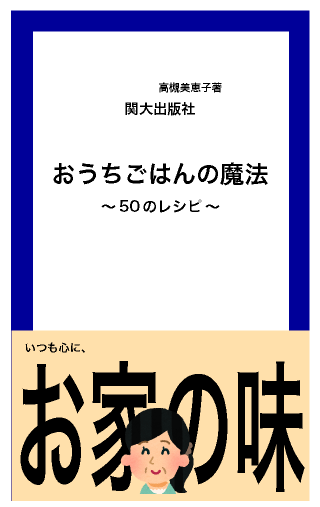 高槻美恵子著
関大出版社
おうちごはんの魔法
～50のレシピ～
いつも心に、
お家の味